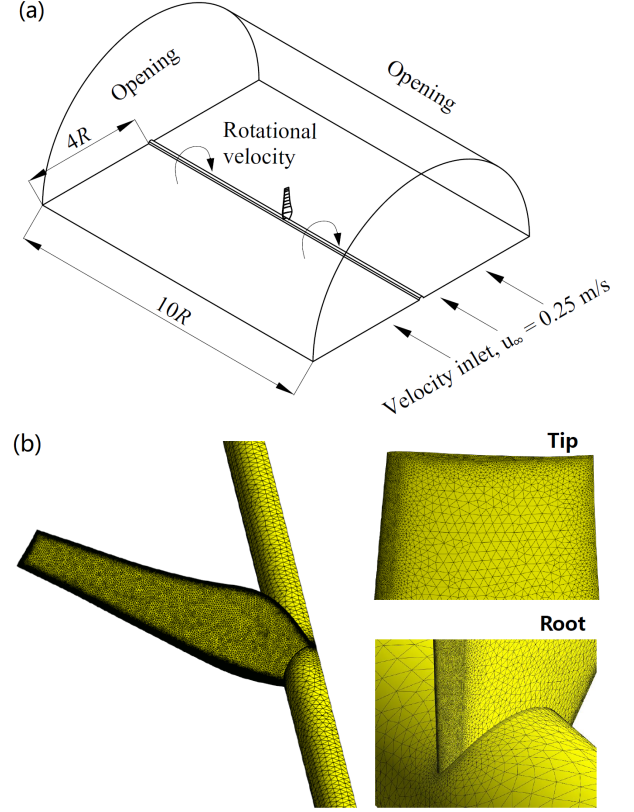 (a)
Opening
Opening
4R
Rotational
velocity
10R
Velocity inlet, u∞ = 0.25 m/s
(b)
Tip
Root